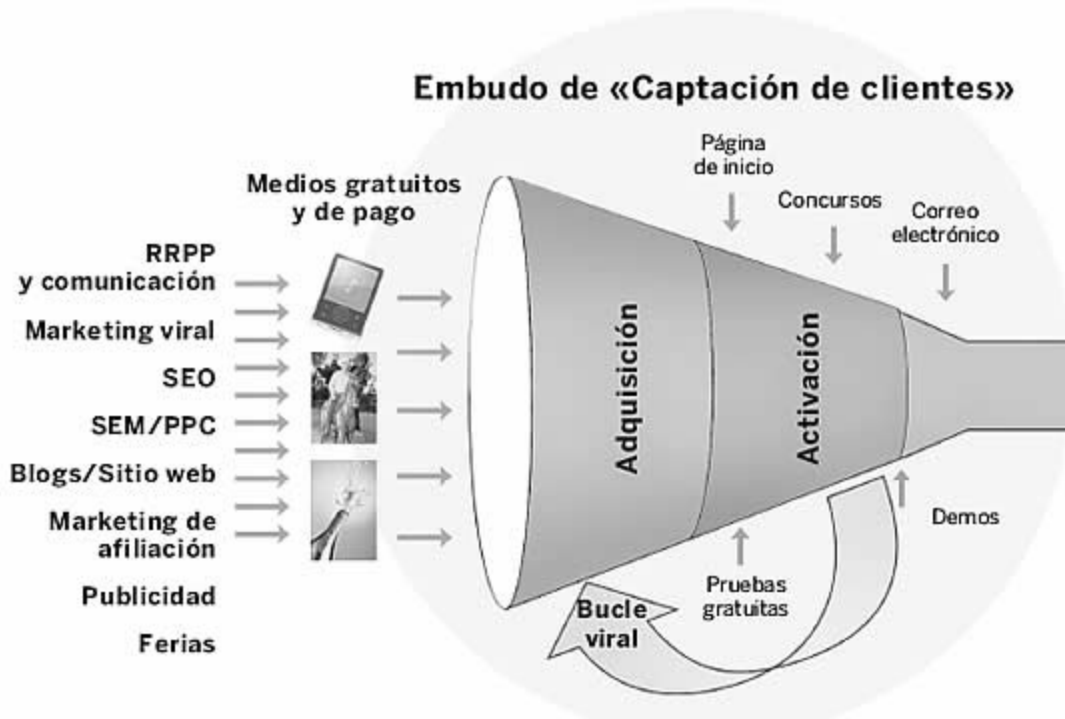 Embudo de «Captación de clientes»
Medios gratuitos
y de pago
RRPP
y comunicación
Marketing viral
SEO
SEM/PPC
Blogs/Sitio web
Marketing de
afiliación
Publicidad
Ferias
Adquisición
Activación
Página
de inicio
Concursos
Correo
electrónico
Demos
Pruebas
gratuitas
Bucle
viral